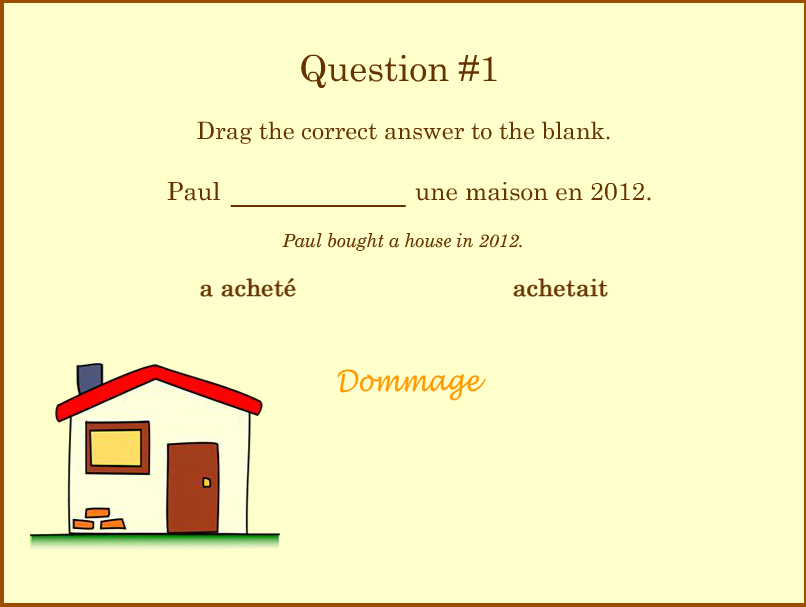 Question #1
Drag the correct answer to the blank.
Paul ______________ une maison en 2012.
Paul bought a house in 2012.
a acheté achetait
Dommage